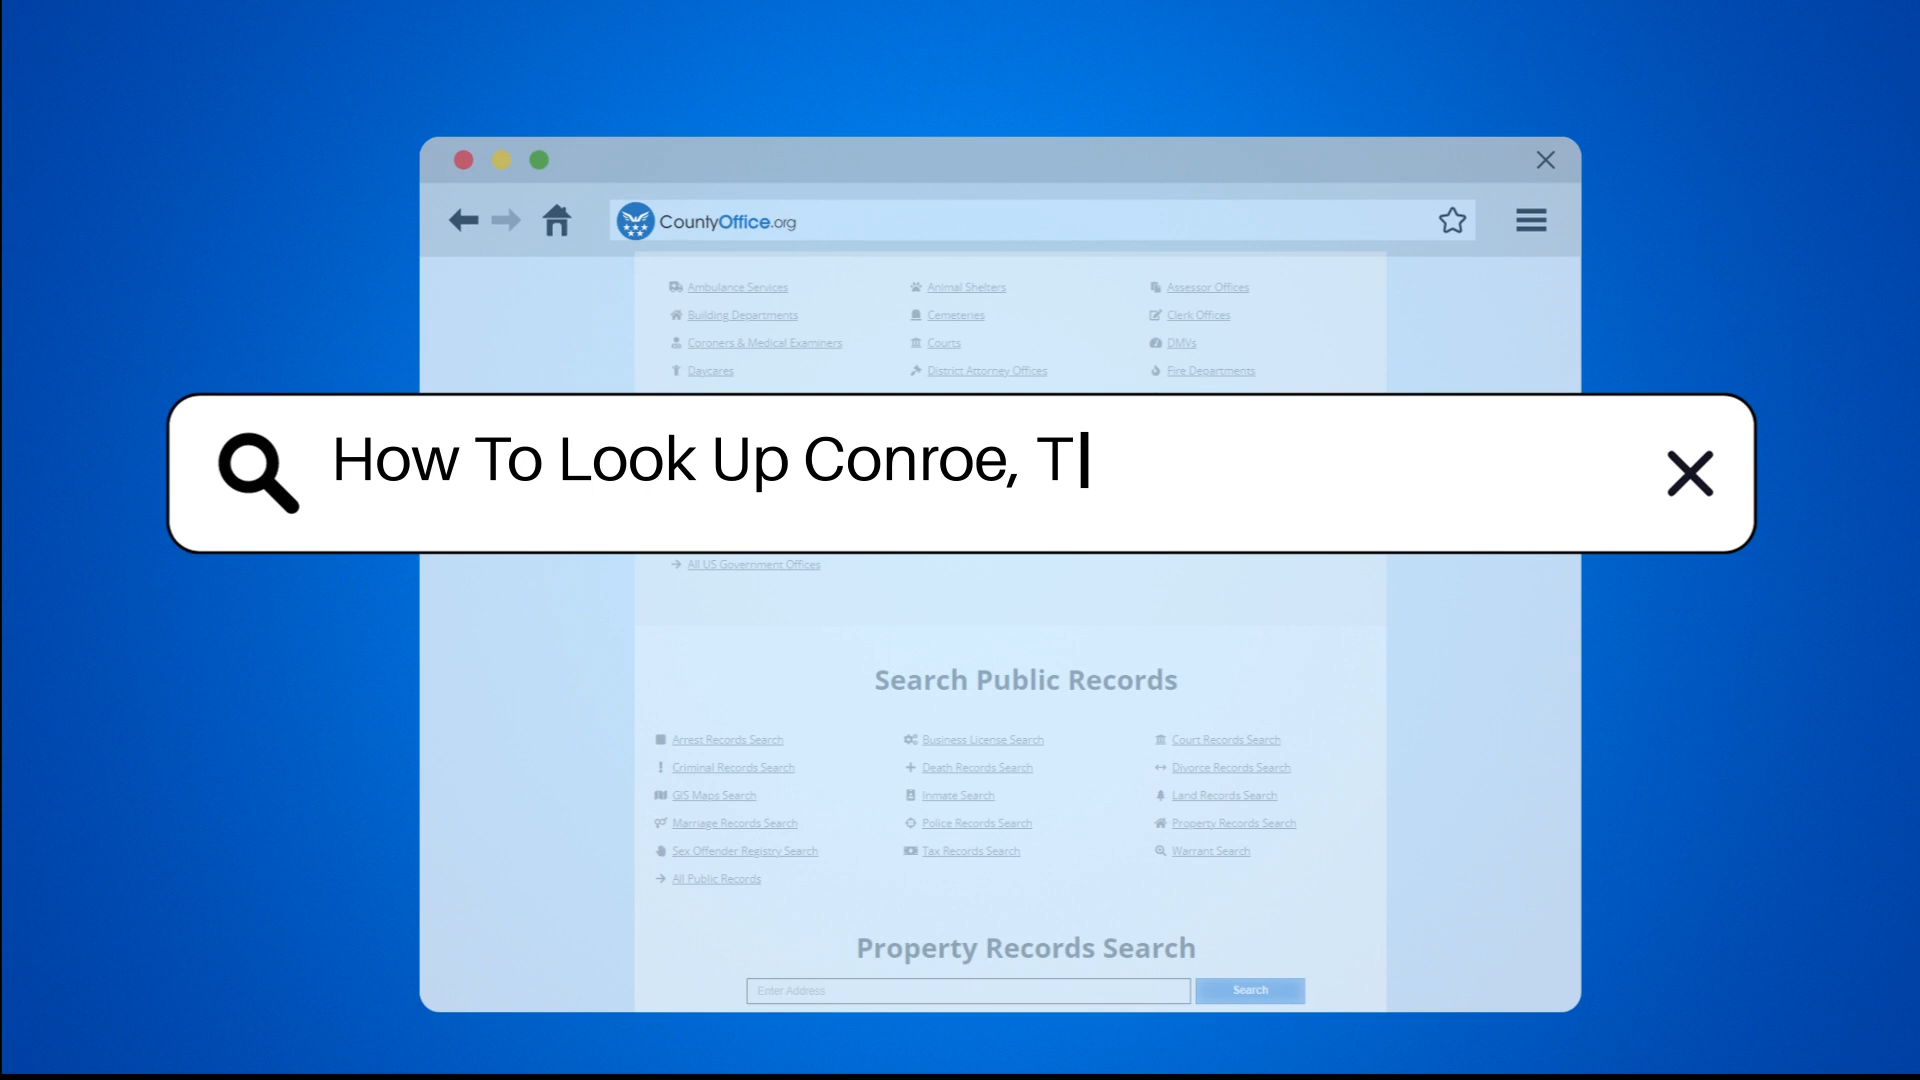 CountyOffice.org
Ambulance Services Animal Shelters Assessor Offices
Building Departments Cemeteries Clerk Offices
Coroners & Medical Examiners Courts DMVs
Daycares District Attorney Offices Fire Departments
How To Look Up Conroe, T
All US Government Offices
Search Public Records
Arrest Records Search Business License Search Court Records Search
Criminal Records Search Death Records Search Divorce Records Search
GIS Maps Search Inmate Search Land Records Search
Marriage Records Search Police Records Search Property Records Search
Sex Offender Registry Search Tax Records Search Warrant Search
All Public Records
Property Records Search
Enter Address Search